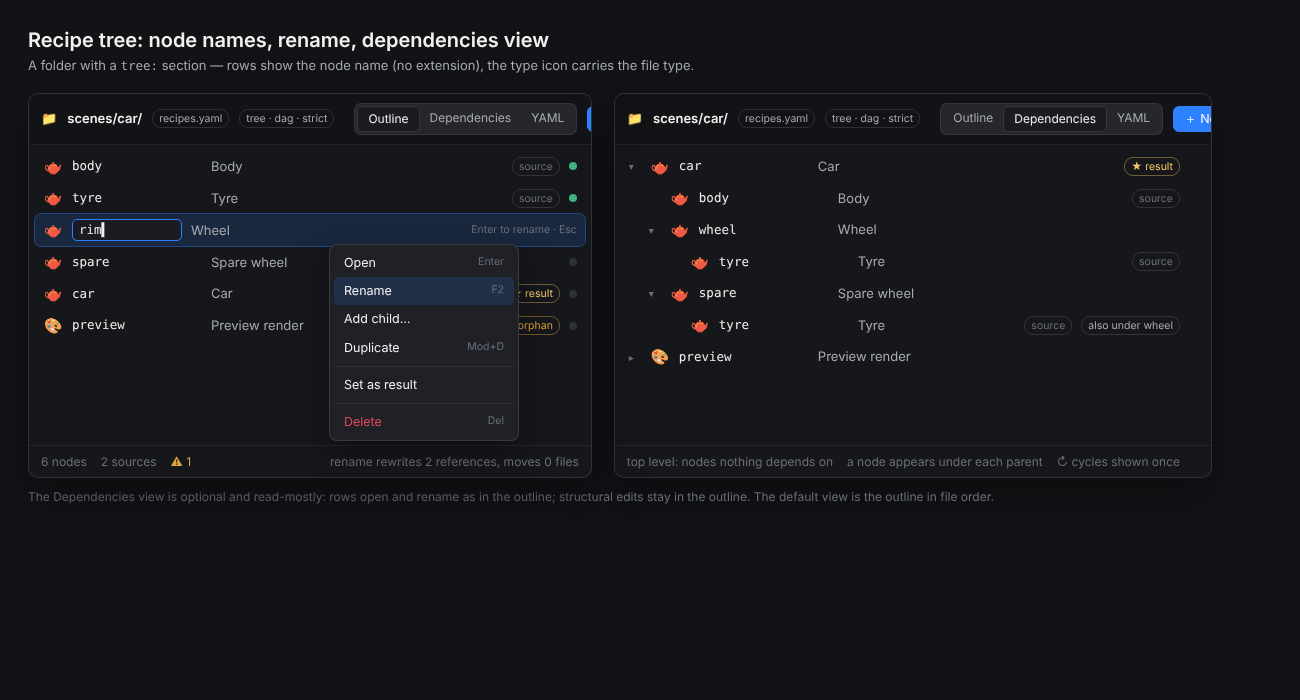 Recipe tree: node names, rename, dependencies view
A folder with a tree: section — rows show the node name (no extension), the type icon carries the file type.
scenes/car/ recipes.yaml tree · dag · strict Outline Dependencies YAML
body Body source
tyre Tyre source
rim Wheel Enter to rename · Esc
spare Spare wheel
car Car result
preview Preview render orphan
Open Enter
Rename F2
Add child...
Duplicate Mod+D
Set as result
Delete Del
6 nodes 2 sources ⚠ 1 rename rewrites 2 references, moves 0 files
scenes/car/ recipes.yaml tree · dag · strict Outline Dependencies YAML +
▾ car Car ★ result
body Body source
▾ wheel Wheel
tyre Tyre source
▾ spare Spare wheel
tyre Tyre source also under wheel
▸ preview Preview render
top level: nodes nothing depends on a node appears under each parent ↻ cycles shown once
The Dependencies view is optional and read-mostly: rows open and rename as in the outline; structural edits stay in the outline. The default view is the outline in file order.